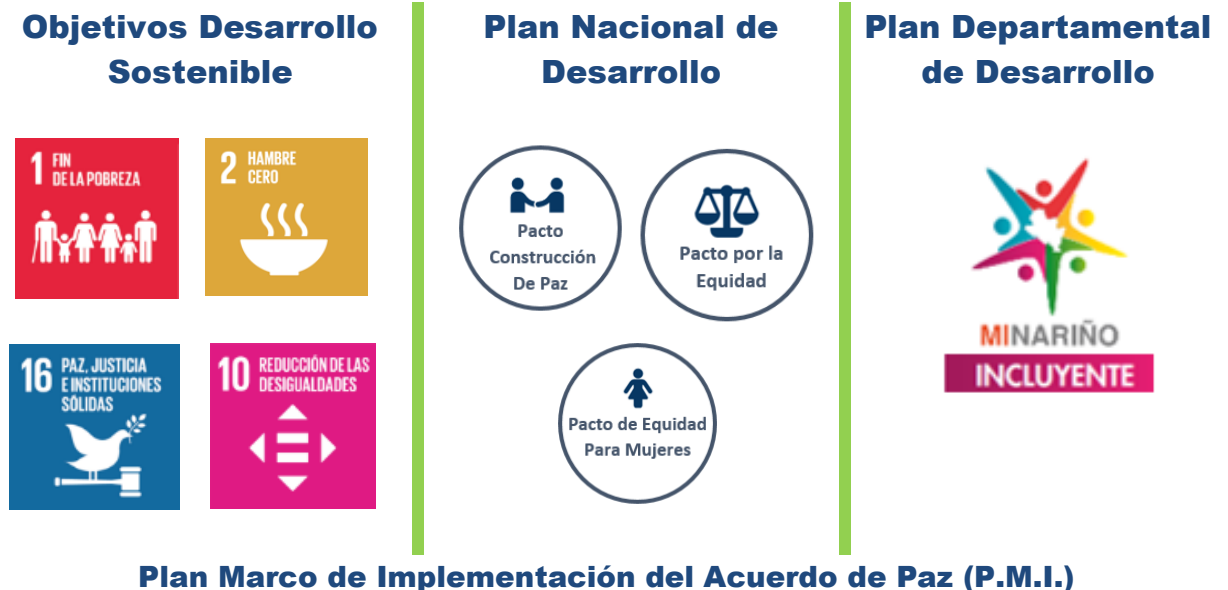 Objetivos Desarrollo
Sostenible
1 FIN
DE LA POBREZA
2 HAMBRE
CERO
16 PAZ, JUSTICIA
E INSTITUCIONES
SÓLIDAS
10 REDUCCIÓN DE LAS
DESIGUALDADES
Plan Nacional de
Desarrollo
Pacto
Construcción
De Paz
Pacto por la
Equidad
Pacto de Equidad
Para Mujeres
Plan Departamental
de Desarrollo
MINARIÑO
INCLUYENTE
Plan Marco de Implementación del Acuerdo de Paz (P.M.I.)